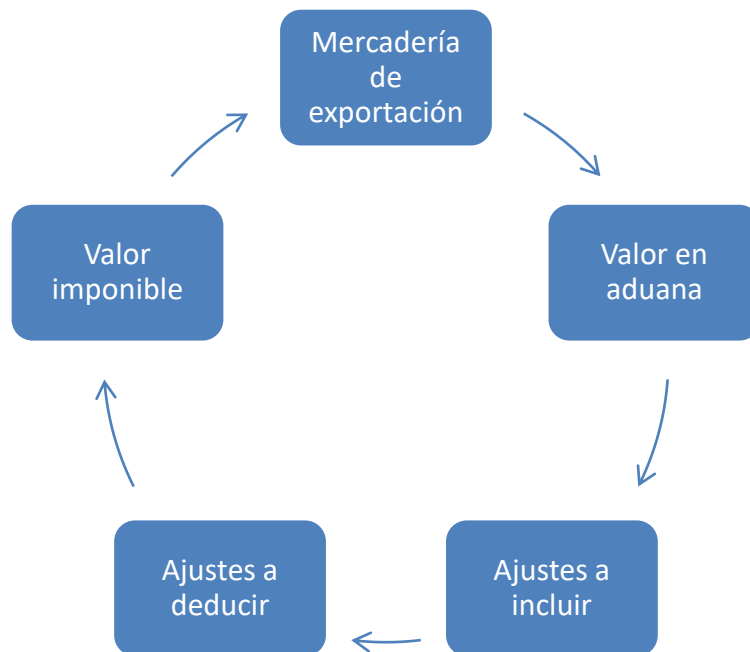 Mercadería
de
exportación
Valor en
aduana
Ajustes a
incluir
Ajustes a
deducir
Valor
imponible